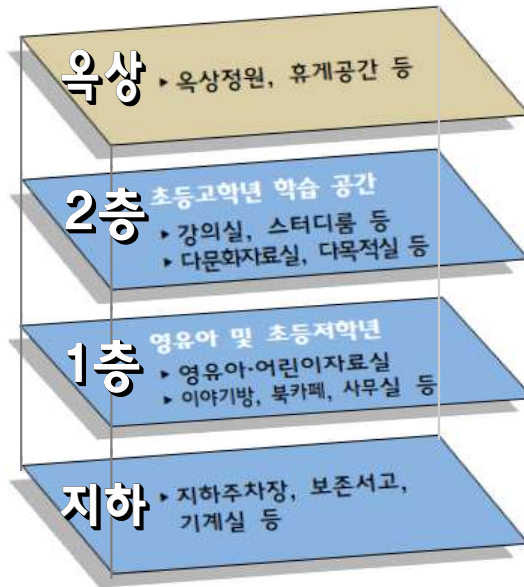 옥상
▸ 옥상정원, 휴게공간 등
2층
초등고학년 학습 공간
▸ 강의실, 스터디룸 등
▸ 다문화자료실, 다목적실 등
1층
영유아 및 초등저학년
▸ 영유아·어린이자료실
▸ 이야기방, 북카페, 사무실 등
지하
▸ 지하주차장, 보존서고,
기계실 등